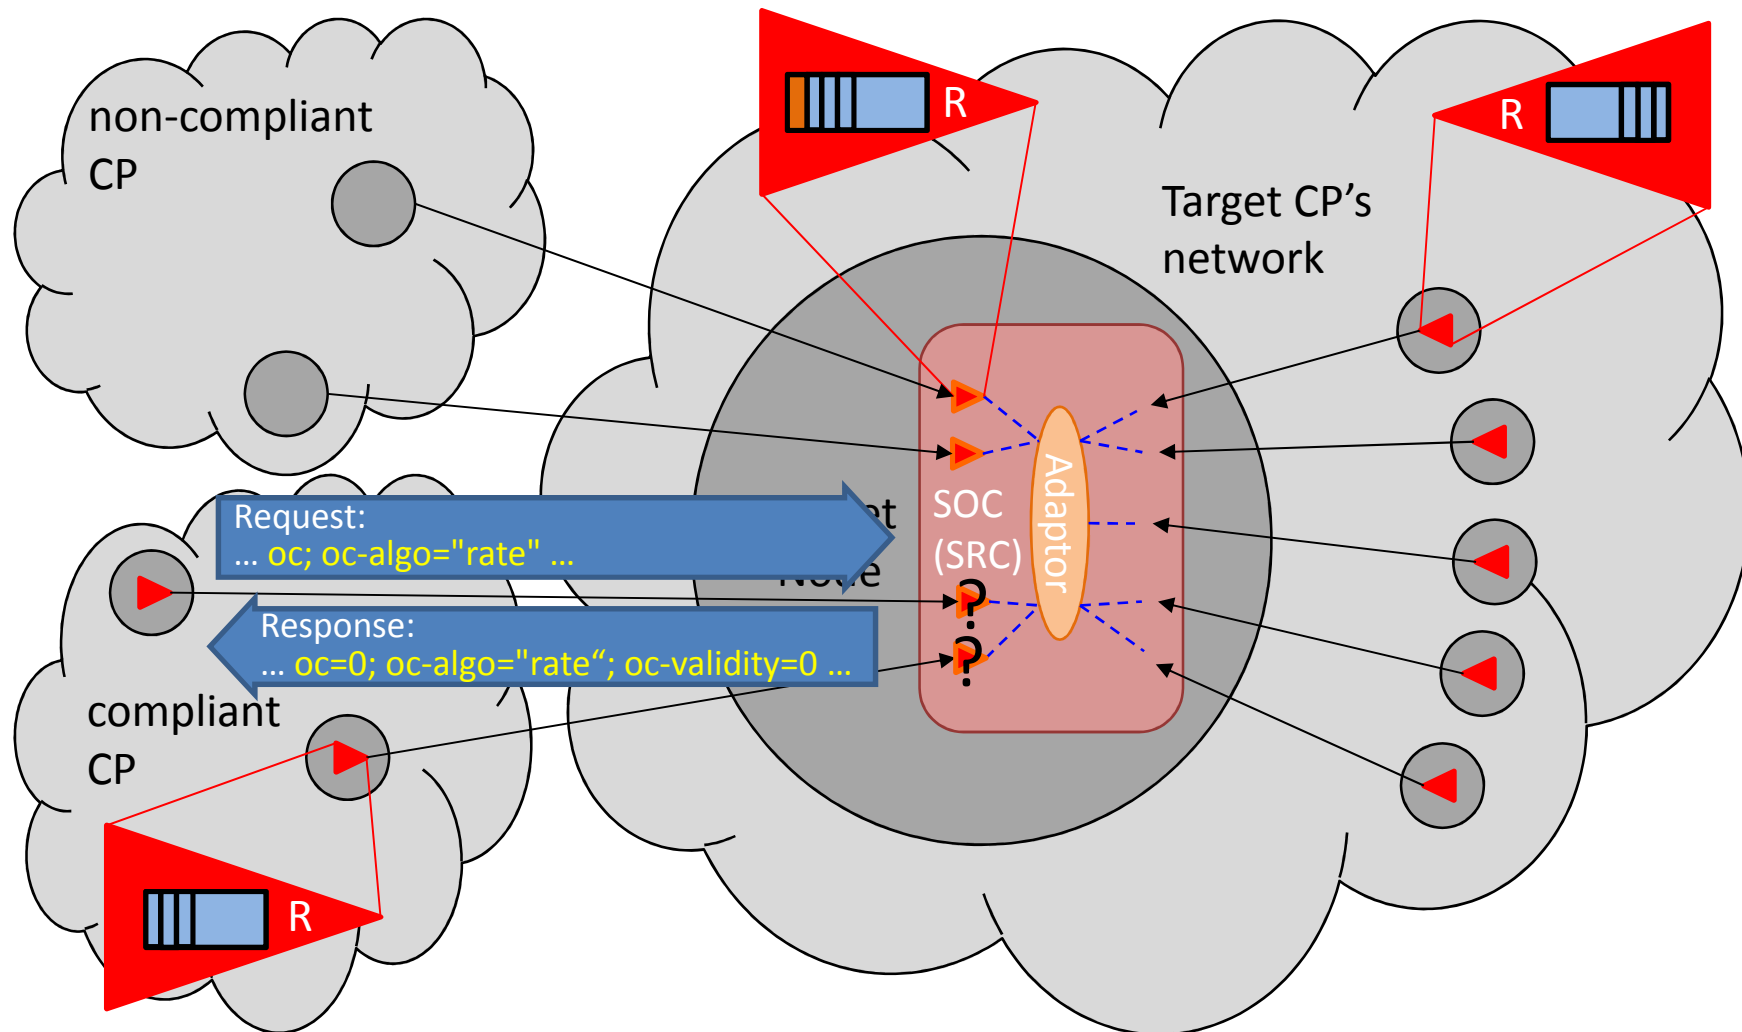 non-compliant
CP
R
R
Target CP's
network
Request:
... oc; oc-algo="rate" ...
SOC
(SRC)
Adaptor
Node
?
?
Response:
... oc=0; oc-algo="rate“; oc-validity=0 ...
compliant
CP
R